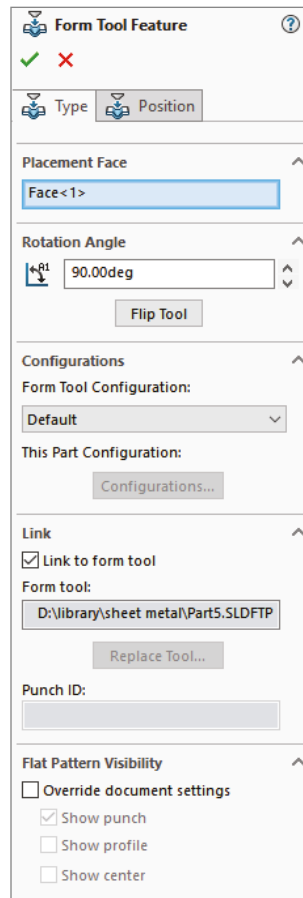 Form Tool Feature
Type
Position
Placement Face
Face<1>
Rotation Angle
A1
90.00deg
Flip Tool
Configurations
Form Tool Configuration:
Default
This Part Configuration:
Configurations...
Link
Link to form tool
Form tool:
D:\library\sheet metal\Part5.SLDFTP
Replace Tool...
Punch ID:
Flat Pattern Visibility
Override document settings
Show punch
Show profile
Show center